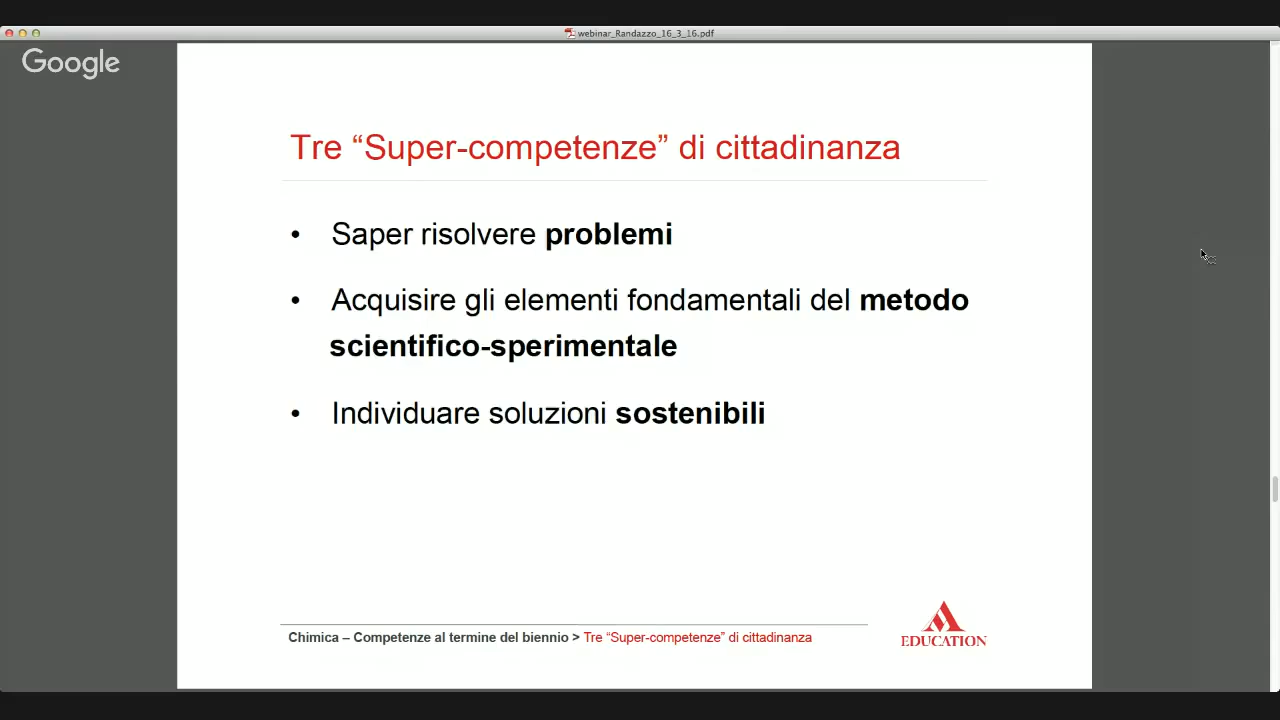 webinar_Randazzo_16_3_16.pdf
Google
Tre “Super-competenze” di cittadinanza
• Saper risolvere problemi
• Acquisire gli elementi fondamentali del metodo
scientifico-sperimentale
• Individuare soluzioni sostenibili
Chimica – Competenze al termine del biennio > Tre “Super-competenze” di cittadinanza
EDUCATION